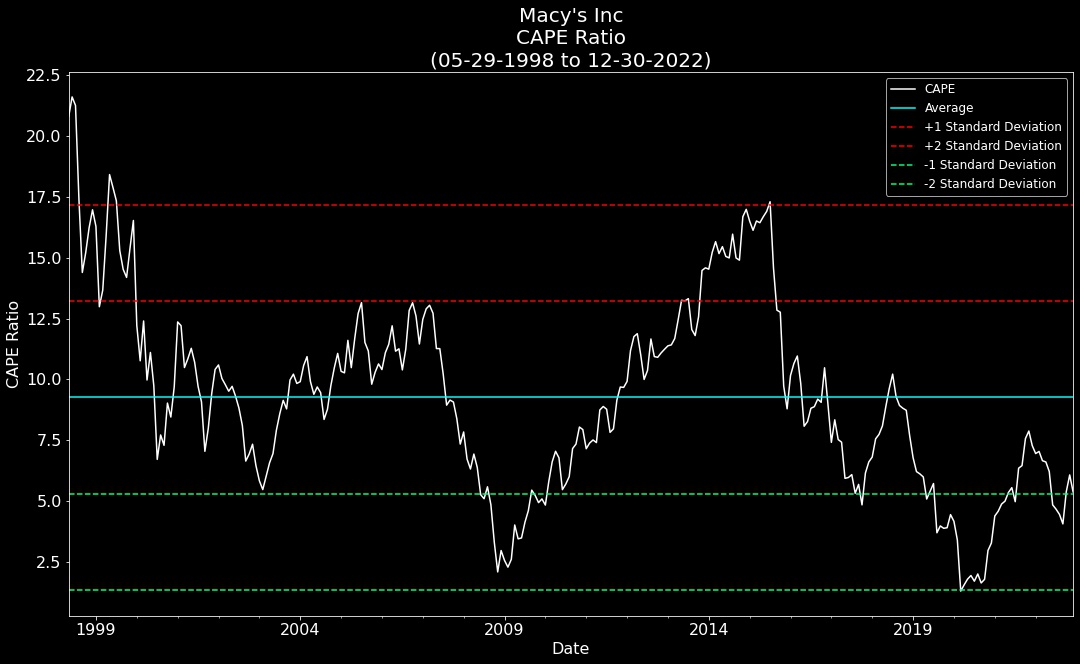 Macy's Inc
CAPE Ratio
(05-29-1998 to 12-30-2022)
CAPE
Average
+1 Standard Deviation
+2 Standard Deviation
-1 Standard Deviation
-2 Standard Deviation
CAPE Ratio
22.5
20.0
17.5
15.0
12.5
10.0
7.5
5.0
2.5
1999 2004 2009 2014 2019
Date